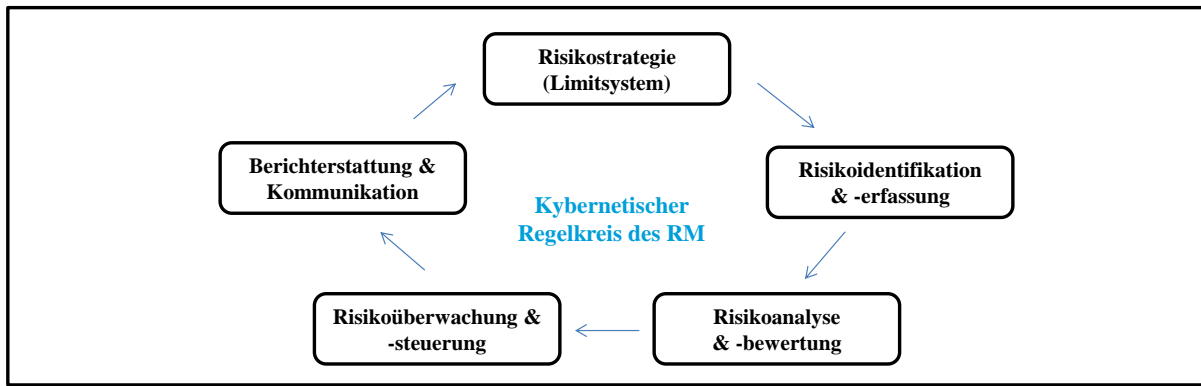 Risikostrategie
(Limitsystem)
Berichterstattung &
Kommunikation
Risikoidentifikation
& -erfassung
Kybernetischer
Regelkreis des RM
Risikoüberwachung &
-steuerung
Risikoanalyse
& -bewertung